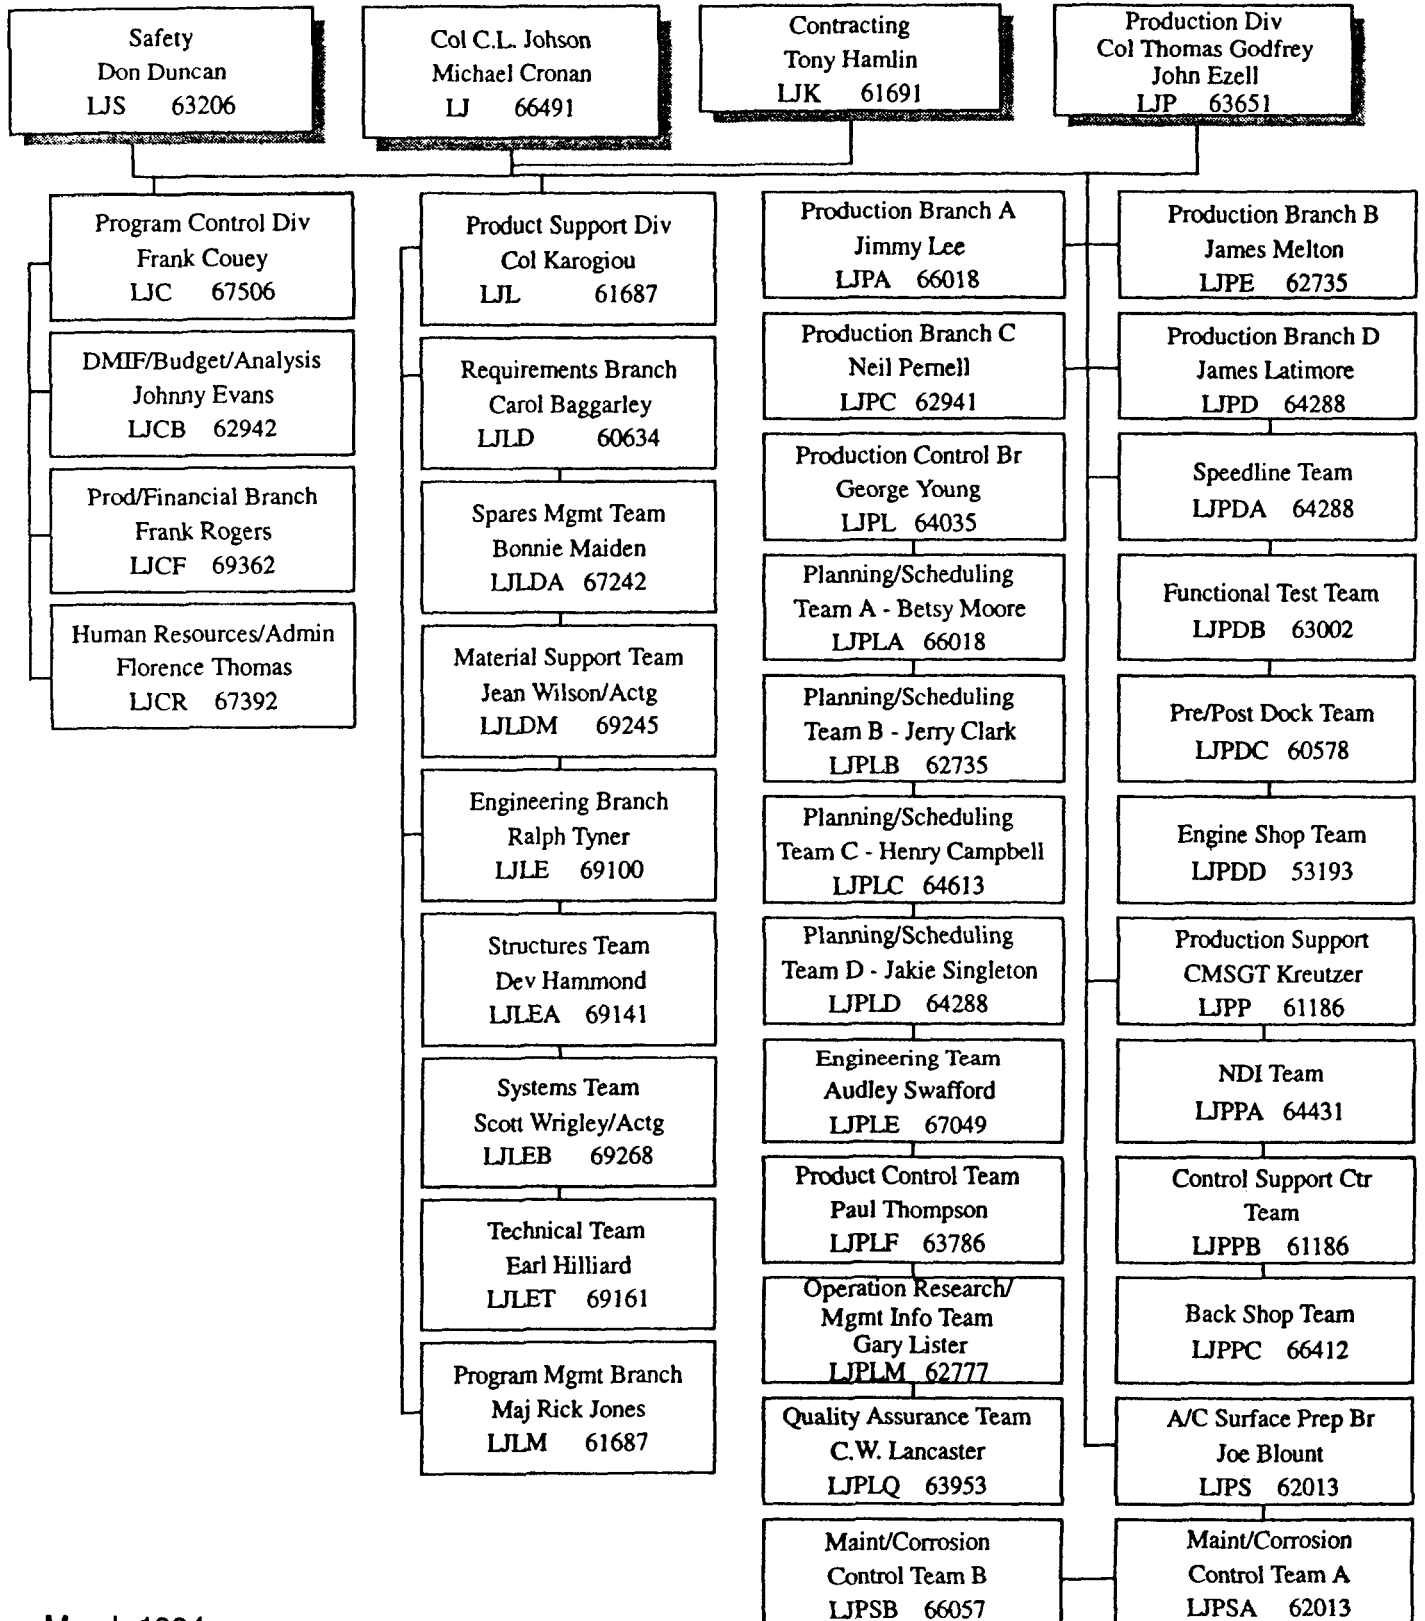 Safety
Don Duncan
LJS 63206
Col C.L. Johson
Michael Cronan
LJ 66491
Contracting
Tony Hamlin
LJK 61691
Production Div
Col Thomas Godfrey
John Ezell
LJP 63651
Program Control Div
Frank Couey
LJC 67506
DMIF/Budget/Analysis
Johnny Evans
LJCB 62942
Prod/Financial Branch
Frank Rogers
LJCF 69362
Human Resources/Admin
Florence Thomas
LJCR 67392
Product Support Div
Col Karogiou
LJL 61687
Requirements Branch
Carol Baggarley
LJLD 60634
Spares Mgmt Team
Bonnie Maiden
LJLDA 67242
Material Support Team
Jean Wilson/Actg
LJLDM 69245
Engineering Branch
Ralph Tyner
LJLE 69100
Structures Team
Dev Hammond
LJLEA 69141
Systems Team
Scott Wrigley/Actg
LJLEB 69268
Technical Team
Earl Hilliard
LJLET 69161
Program Mgmt Branch
Maj Rick Jones
LJLM 61687
Production Branch A
Jimmy Lee
LJPA 66018
Production Branch C
Neil Pernell
LJPC 62941
Production Control Br
George Young
LJPL 64035
Planning/Scheduling
Team A - Betsy Moore
LJPLA 66018
Planning/Scheduling
Team B - Jerry Clark
LJPLB 62735
Planning/Scheduling
Team C - Henry Campbell
LJPLC 64613
Planning/Scheduling
Team D - Jakie Singleton
LJPLD 64288
Engineering Team
Audley Swafford
LJPLE 67049
Product Control Team
Paul Thompson
LJPLF 63786
Operation Research/
Mgmt Info Team
Gary Lister
LJPLM 62777
Quality Assurance Team
C.W. Lancaster
LJPLQ 63953
Maint/Corrosion
Control Team B
LJPSB 66057
Production Branch B
James Melton
LJPE 62735
Production Branch D
James Latimore
LJPD 64288
Speedline Team
LJPDA 64288
Functional Test Team
LJPDB 63002
Pre/Post Dock Team
LJPDC 60578
Engine Shop Team
LJPDD 53193
Production Support
CMSGT Kreutzer
LJPP 61186
NDI Team
LJPPA 64431
Control Support Ctr
Team
LJPPB 61186
Back Shop Team
LJPPC 66412
A/C Surface Prep Br
Joe Blount
LJPS 62013
Maint/Corrosion
Control Team A
LJPSA 62013